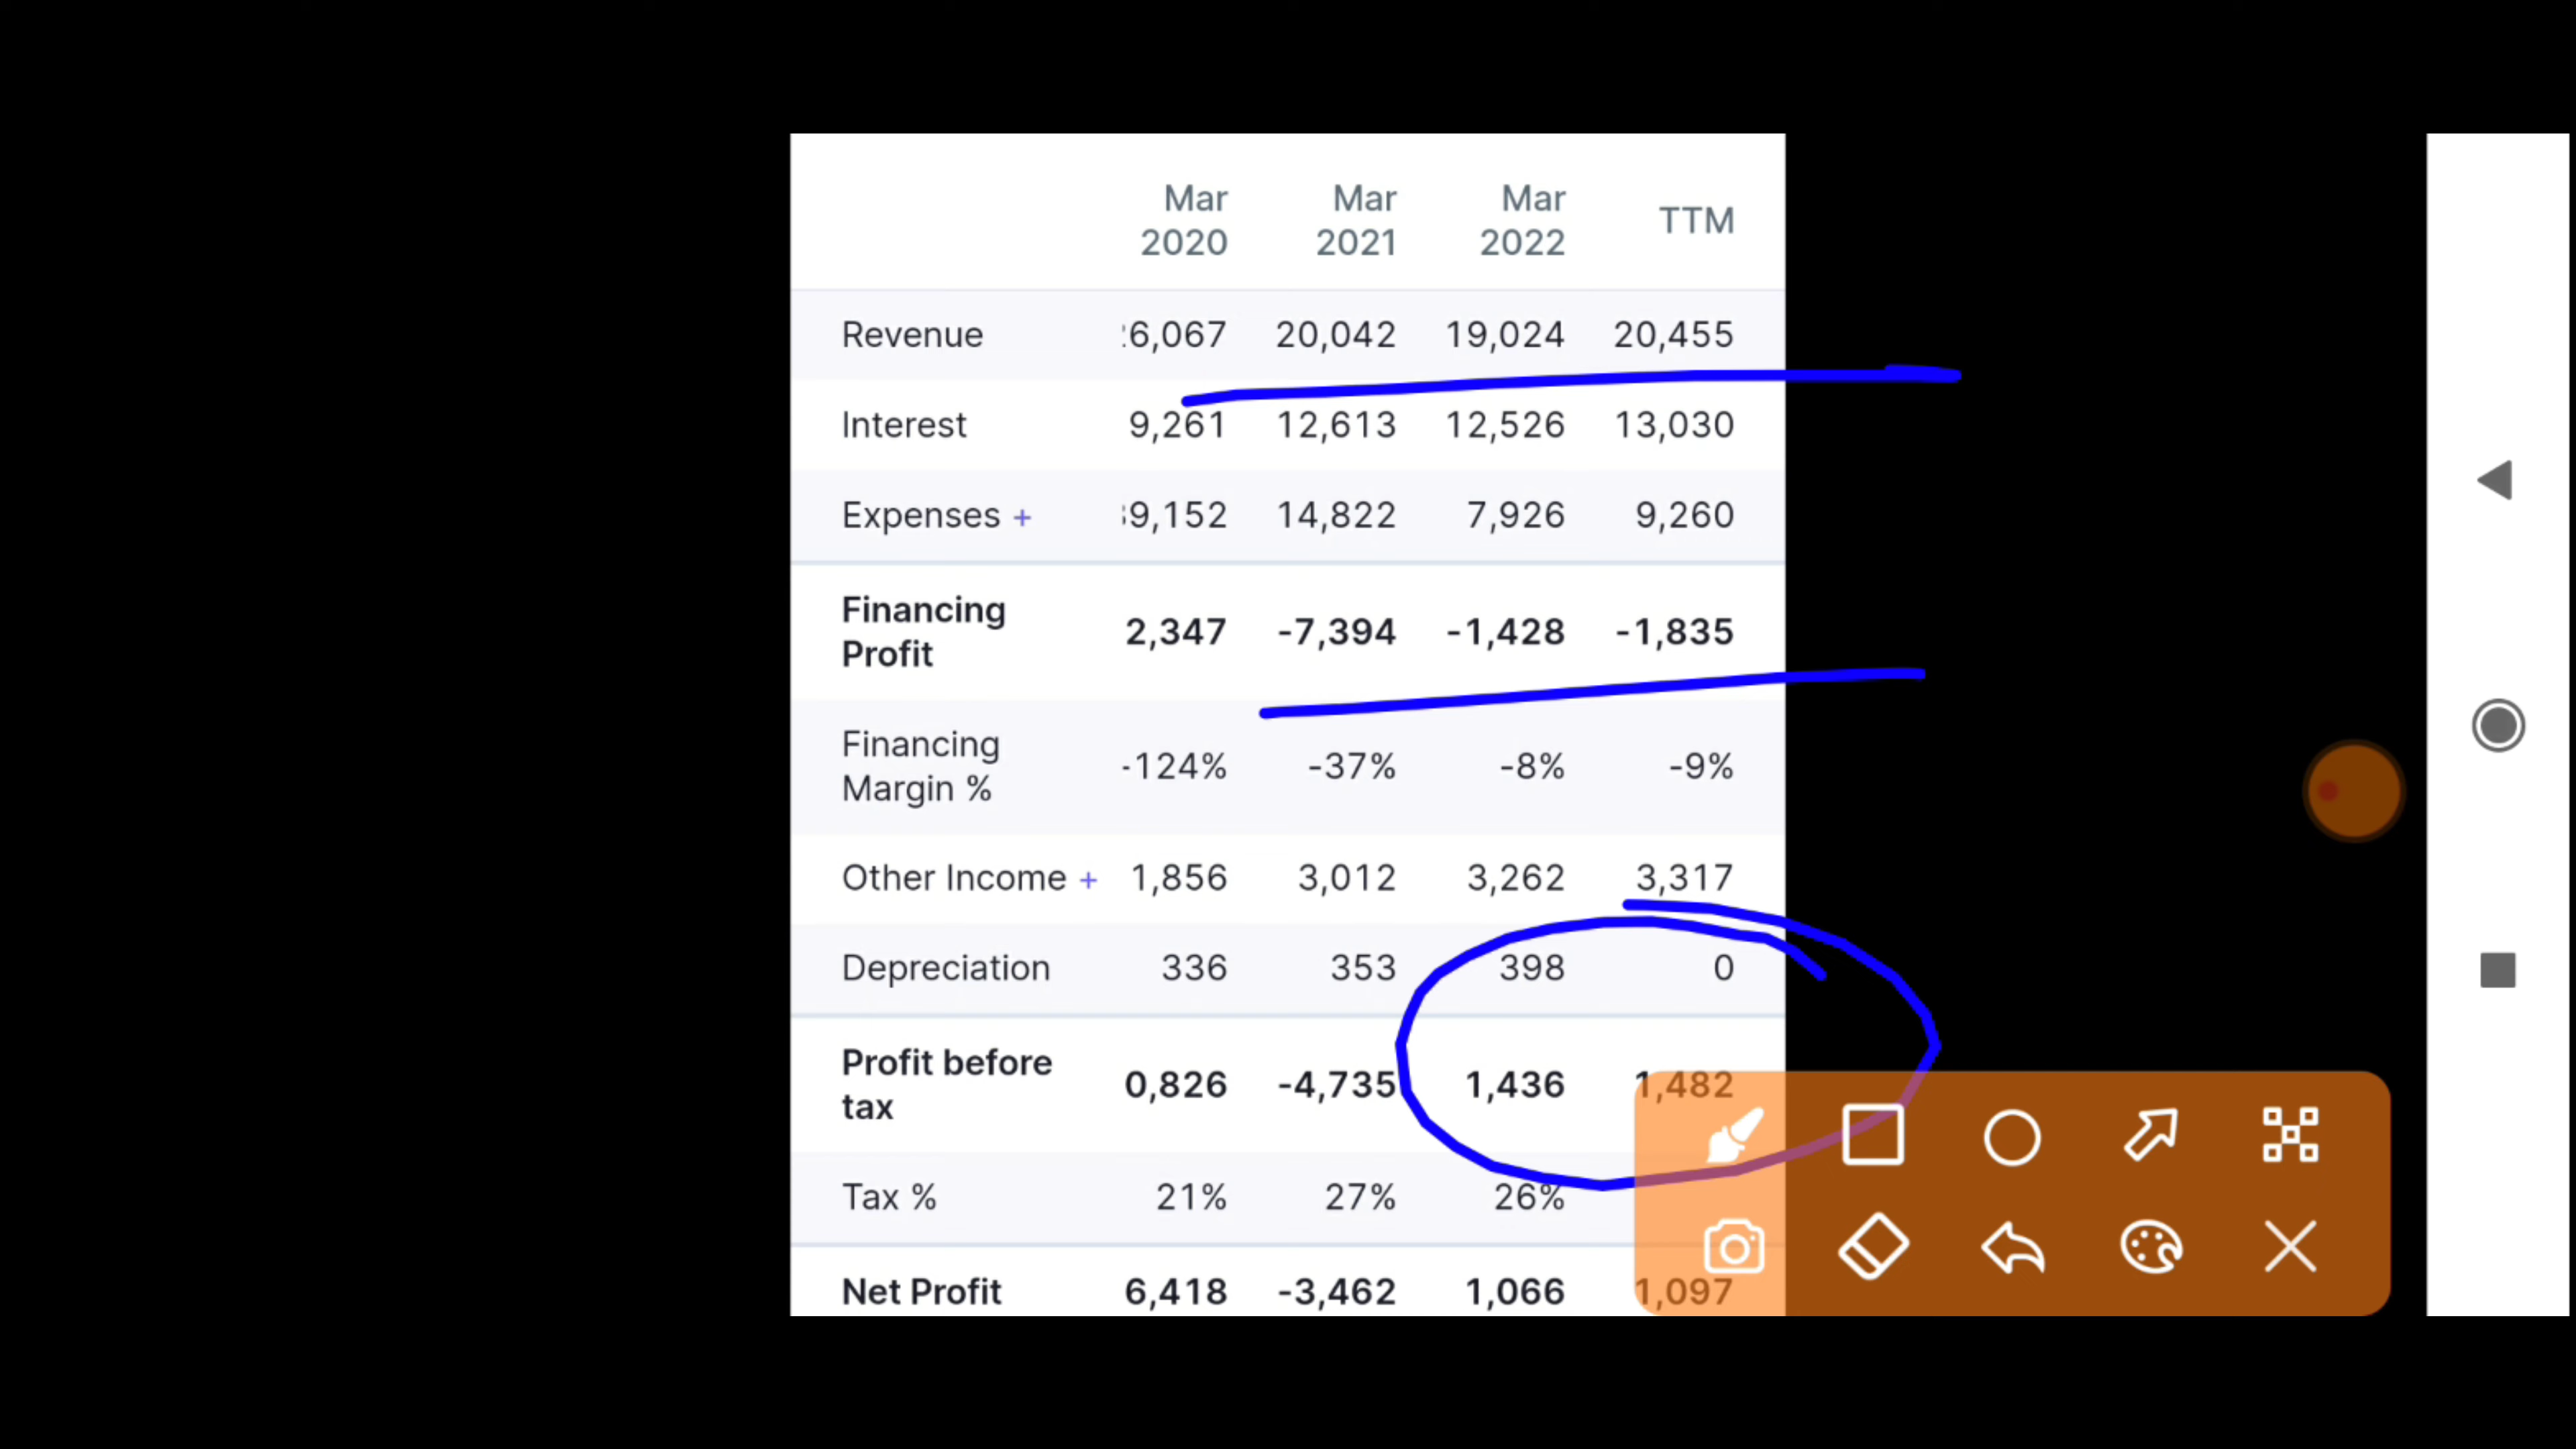 Mar 2020 Mar 2021 Mar 2022 TTM
Revenue 6,067 20,042 19,024 20,455
Interest 9,261 12,613 12,526 13,030
Expenses + 9,152 14,822 7,926 9,260
Financing Profit 2,347 -7,394 -1,428 -1,835
Financing Margin % -124% -37% -8% -9%
Other Income + 1,856 3,012 3,262 3,317
Depreciation 336 353 398 0
Profit before tax 0,826 -4,735 1,436 1,482
Tax % 21% 27% 26%
Net Profit 6,418 -3,462 1,066 1,097